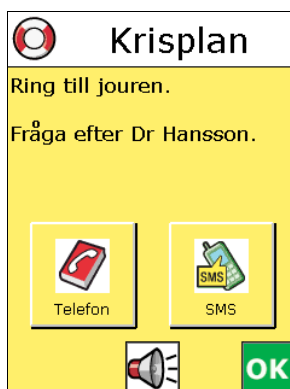 Krisplan
Ring till jouren.
Fråga efter Dr Hansson.
SMS
Telefon
SMS
OK